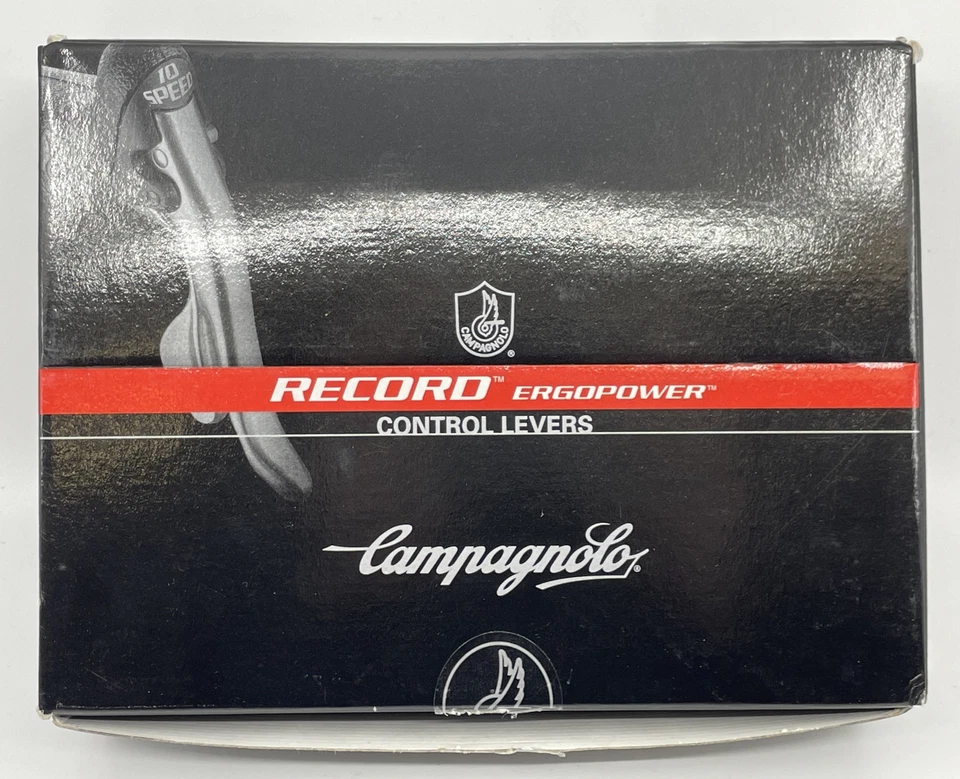 10
SPEED
CAMPAGNOLO
®
RECORD™ ERGOPOWER™
CONTROL LEVERS
Campagnolo®